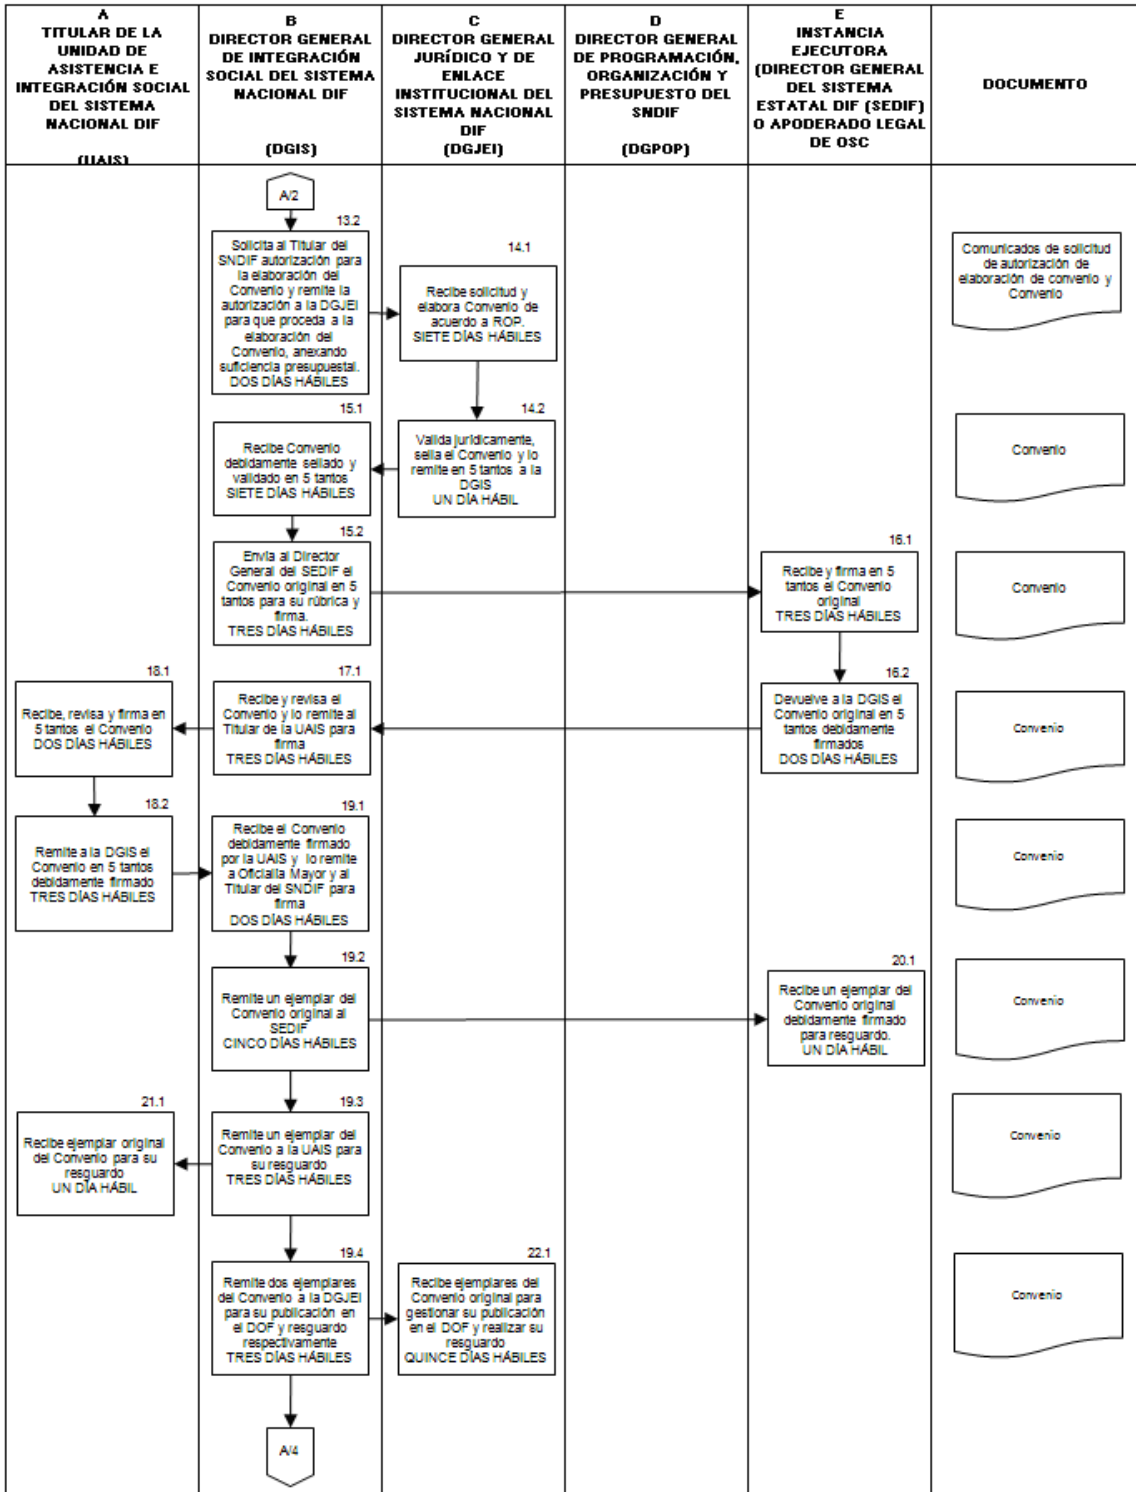 A
TITULAR DE LA
UNIDAD DE
ASISTENCIA E
INTEGRACIÓN SOCIAL
DEL SISTEMA
NACIONAL DIF
(UAIS)
B
DIRECTOR GENERAL
DE INTEGRACIÓN
SOCIAL DEL SISTEMA
NACIONAL DIF
(DGIS)
C
DIRECTOR GENERAL
JURÍDICO Y DE
ENLACE
INSTITUCIONAL DEL
SISTEMA NACIONAL
DIF
(DGJEI)
D
DIRECTOR GENERAL
DE PROGRAMACIÓN,
ORGANIZACIÓN Y
PRESUPUESTO DEL
SNDIF
(DGPOP)
E
INSTANCIA
EJECUTORA
(DIRECTOR GENERAL
DEL SISTEMA
ESTATAL DIF (SEDIF)
O APODERADO LEGAL
DE OSC
DOCUMENTO
A/2
13.2
Solicita al Titular del
SNDIF autorización para
la elaboración del
Convenio y remite la
autorización a la DGJEI
para que proceda a la
elaboración del
Convenio, anexando
suficiencia presupuestal.
DOS DÍAS HÁBILES
14.1
Recibe solicitud y
elabora Convenio de
acuerdo a ROP.
SIETE DÍAS HÁBILES
Comunicados de solicitud
de autorización de
elaboración de convenio y
Convenio
15.1
Recibe Convenio
debidamente sellado y
validado en 5 tantos
SIETE DÍAS HÁBILES
14.2
Valida jurídicamente,
sella el Convenio y lo
remite en 5 tantos a la
DGIS
UN DÍA HÁBIL
Convenio
15.2
Envía al Director
General del SEDIF el
Convenio original en 5
tantos para su rúbrica y
firma.
TRES DÍAS HÁBILES
16.1
Recibe y firma en 5
tantos el Convenio
original
TRES DÍAS HÁBILES
Convenio
18.1
Recibe, revisa y firma en
5 tantos el Convenio
DOS DÍAS HÁBILES
17.1
Recibe y revisa el
Convenio y lo remite al
Titular de la UAIS para
firma
TRES DÍAS HÁBILES
16.2
Devuelve a la DGIS el
Convenio original en 5
tantos debidamente
firmados
DOS DÍAS HÁBILES
Convenio
18.2
Remite a la DGIS el
Convenio en 5 tantos
debidamente firmado
TRES DÍAS HÁBILES
19.1
Recibe el Convenio
debidamente firmado
por la UAIS y lo remite
a Oficialía Mayor y al
Titular del SNDIF para
firma
DOS DÍAS HÁBILES
Convenio
19.2
Remite un ejemplar del
Convenio original al
SEDIF
CINCO DÍAS HÁBILES
20.1
Recibe un ejemplar del
Convenio original
debidamente firmado
para resguardo.
UN DÍA HÁBIL
Convenio
21.1
Recibe ejemplar original
del Convenio para su
resguardo
UN DÍA HÁBIL
19.3
Remite un ejemplar del
Convenio a la UAIS para
su resguardo
TRES DÍAS HÁBILES
Convenio
19.4
Remite dos ejemplares
del Convenio a la DGJEI
para su publicación en
el DOF y resguardo
respectivamente
TRES DÍAS HÁBILES
22.1
Recibe ejemplares del
Convenio original para
gestionar su publicación
en el DOF y realizar su
resguardo
QUINCE DÍAS HÁBILES
Convenio
A/4